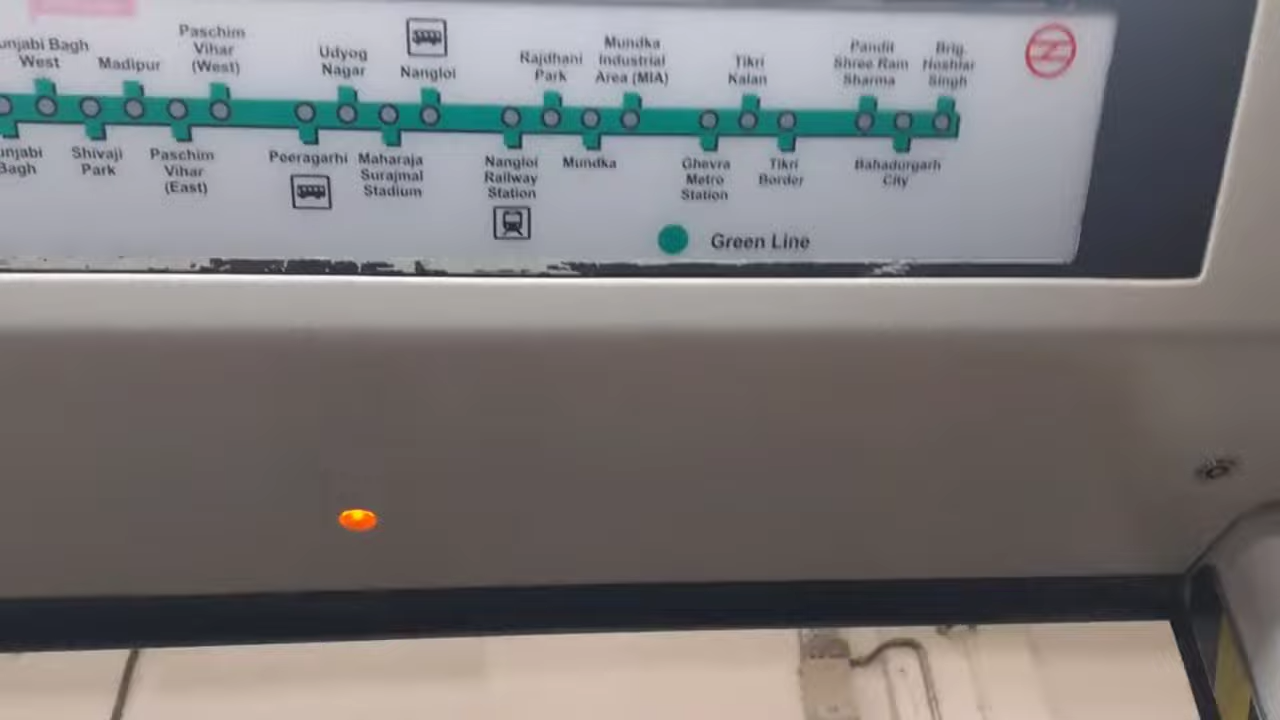 unjabi Bagh
West
Madipur
Paschim
Vihar
(West)
Udyog
Nagar
Nangloi
Rajdhani
Park
Mundka
Industrial
Area (MIA)
Tikri
Kalan
Pandit
Shree Ram
Sharma
Brig.
Hoshiar
Singh
unjabi
Bagh
Shivaji
Park
Paschim
Vihar
(East)
Peeragarhi
Maharaja
Surajmal
Stadium
Nangloi
Railway
Station
Mundka
Ghevra
Metro
Station
Tikri
Border
Bahadurgarh
City
Green Line